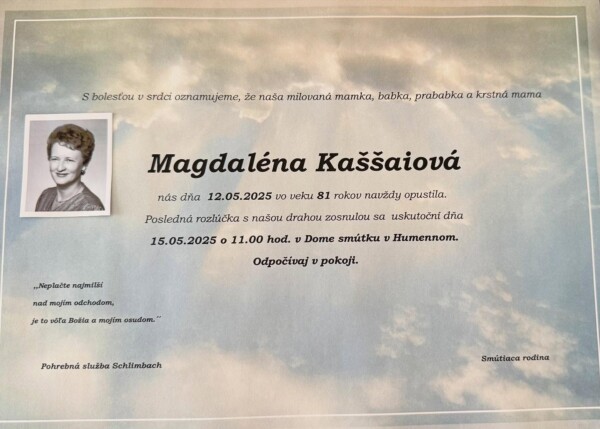 S bolesťou v srdci oznamujeme, že naša milovaná mamka, babka, prababka a krstná mama
Magdaléna Kaššaiová
nás dňa 12.05.2025 vo veku 81 rokov navždy opustila.
Posledná rozlúčka s našou drahou zosnulou sa uskutoční dňa
15.05.2025 o 11.00 hod. v Dome smútku v Humennom.
Odpočívaj v pokoji.
„Neplačte najmilší
nad mojim odchodom,
je to vôľa Božia a mojim osudom.“
Pohrebná služba Schlimbach
Smútiaca rodina